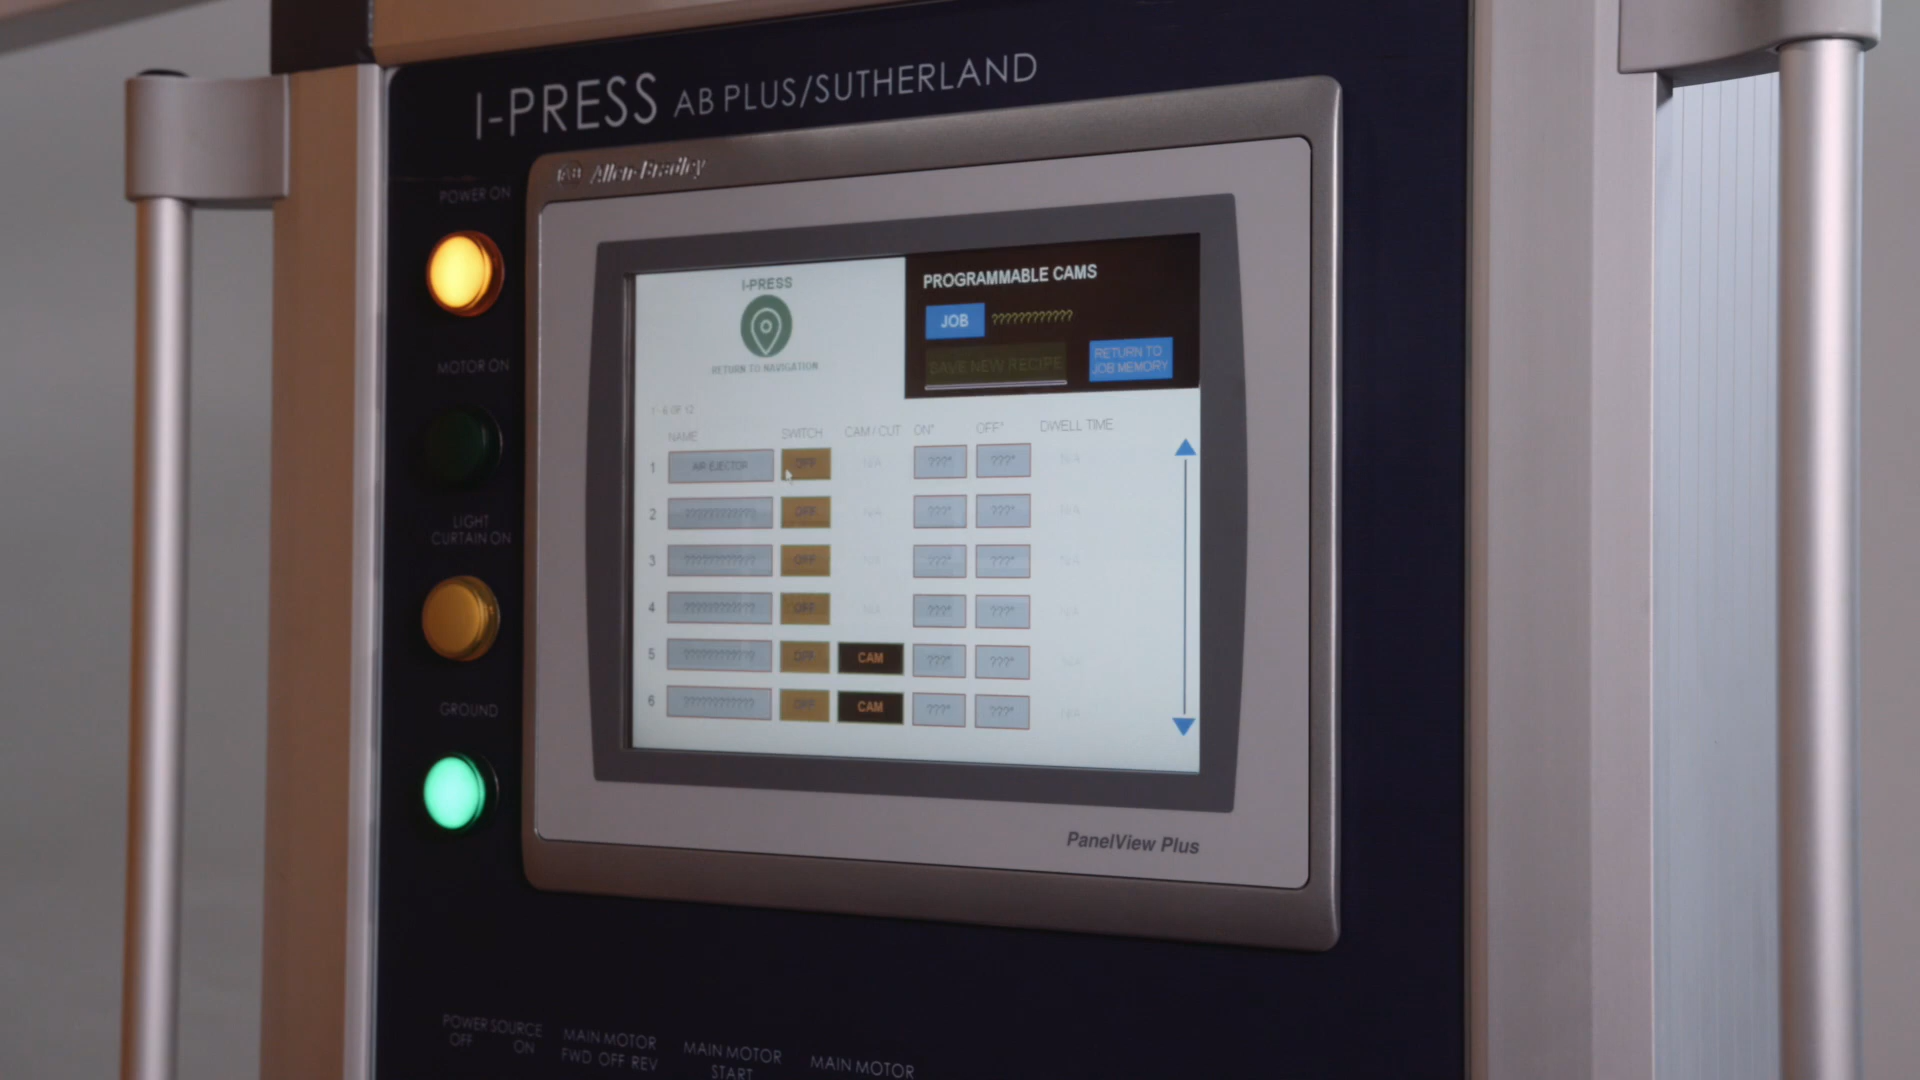 I-PRESS AB PLUS/SUTHERLAND
AB Allen-Bradley
POWER ON
MOTOR ON
LIGHT
CURTAIN ON
GROUND
I-PRESS
RETURN TO NAVIGATION
PROGRAMMABLE CAMS
JOB ????????????
SAVE NEW RECIPE
RETURN TO
JOB MEMORY
1 - 6 OF 12
NAME SWITCH CAM / CUT ON° OFF° DWELL TIME
1 AIR EJECTOR OFF N/A ???° ???° N/A
2 ???????????? OFF N/A ???° ???° N/A
3 ???????????? OFF N/A ???° ???° N/A
4 ???????????? OFF N/A ???° ???° N/A
5 ???????????? OFF CAM ???° ???° N/A
6 ???????????? OFF CAM ???° ???° N/A
PanelView Plus
POWER SOURCE
OFF ON
MAIN MOTOR
FWD OFF REV
MAIN MOTOR
START
MAIN MOTOR